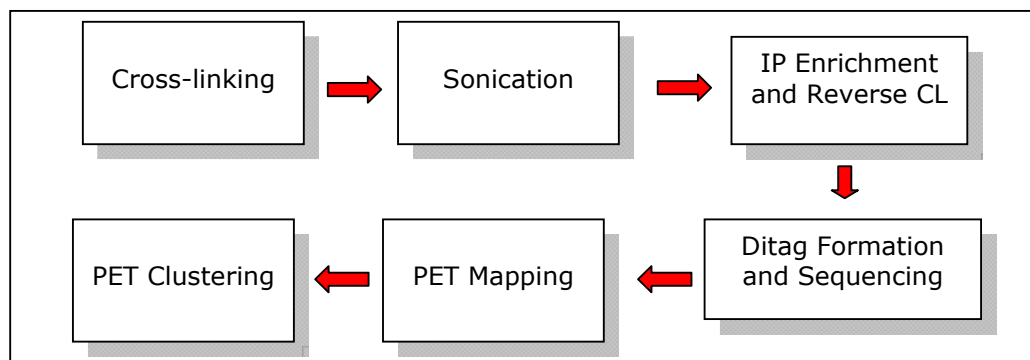 Cross-linking
Sonication
IP Enrichment
and Reverse CL
Ditag Formation
and Sequencing
PET Mapping
PET Clustering